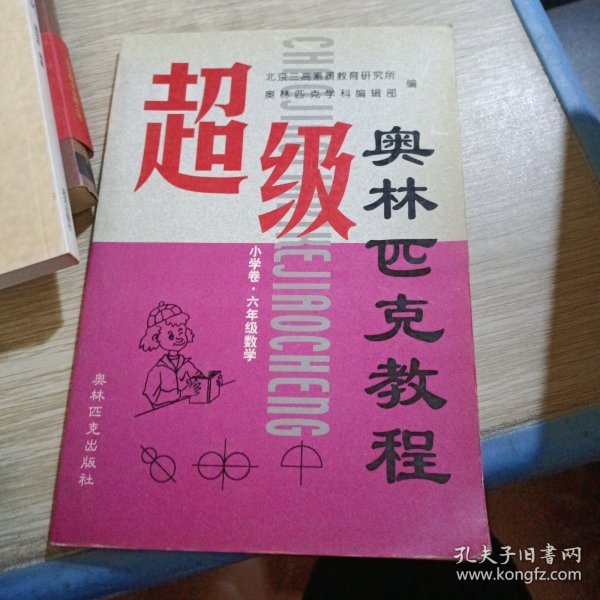 北京三高素质教育研究所
奥林匹克学科编辑部
编
超级
奥林匹克教程
小学卷·六年级数学
奥林匹克出版社
孔夫子旧书网
www.kongfz.com